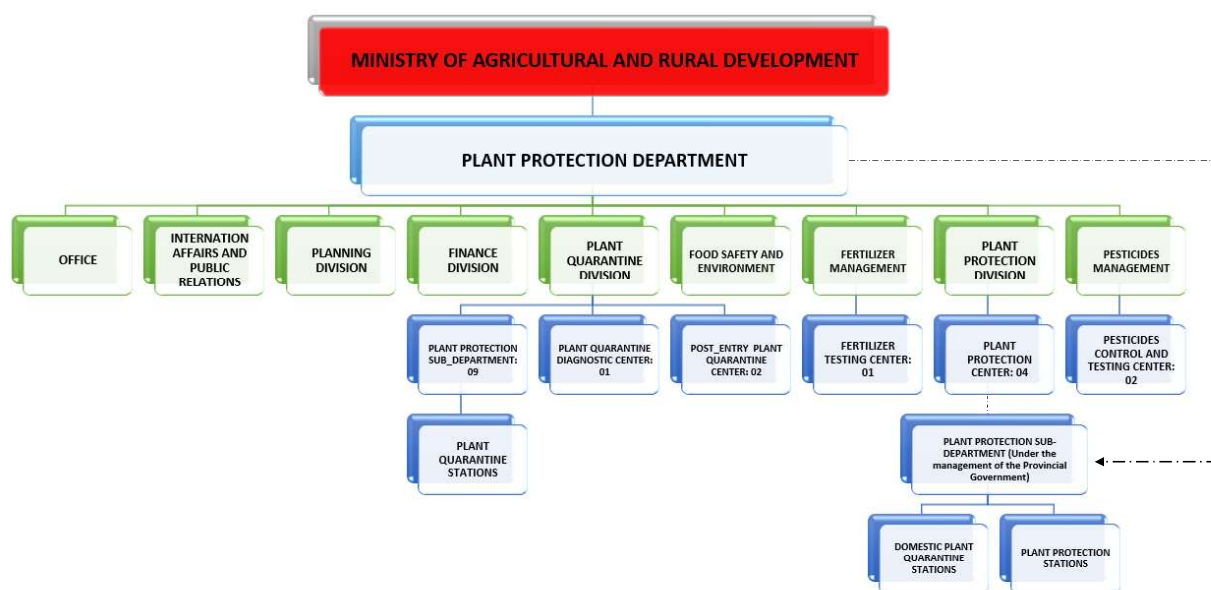 MINISTRY OF AGRICULTURAL AND RURAL DEVELOPMENT
PLANT PROTECTION DEPARTMENT
OFFICE
INTERNATION
AFFAIRS AND
PUBLIC
RELATIONS
PLANNING
DIVISION
FINANCE
DIVISION
PLANT
QUARANTINE
DIVISION
FOOD SAFETY AND
ENVIRONMENT
FERTILIZER
MANAGEMENT
PLANT
PROTECTION
DIVISION
PESTICIDES
MANAGEMENT
PLANT PROTECTION
SUB_DEPARTMENT:
09
PLANT QUARANTINE
DIAGNOSTIC CENTER:
01
POST_ENTRY PLANT
QUARANTINE
CENTER: 02
FERTILIZER
TESTING CENTER:
01
PLANT
PROTECTION
CENTER: 04
PESTICIDES
CONTROL AND
TESTING CENTER:
02
PLANT
QUARANTINE
STATIONS
PLANT PROTECTION SUB-
DEPARTMENT (Under the
management of the Provincial
Government)
DOMESTIC PLANT
QUARANTINE
STATIONS
PLANT PROTECTION
STATIONS